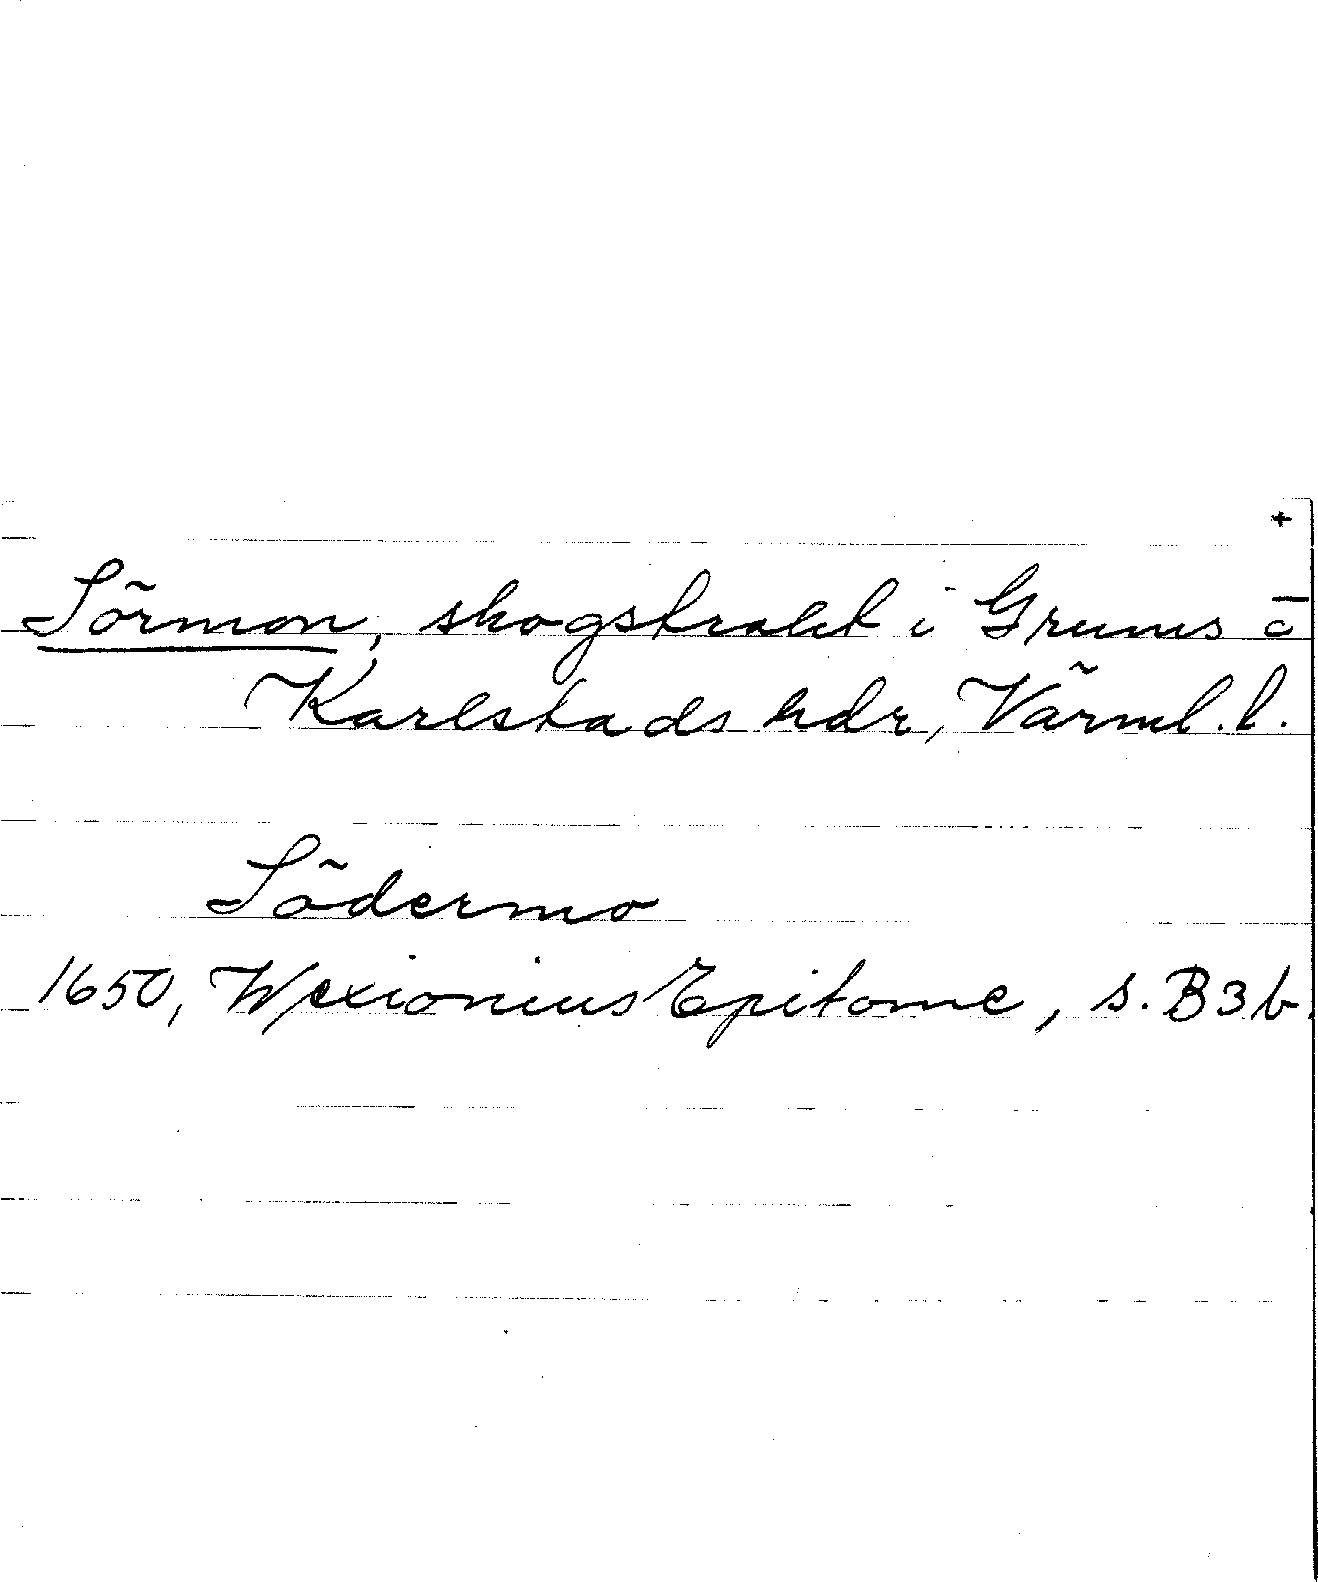 +
Sörmon, skogstrakt i Grums o
Karlstads hdr, Värml. l.
Södermo
1650, Wexionius Epitome, s. B3b.